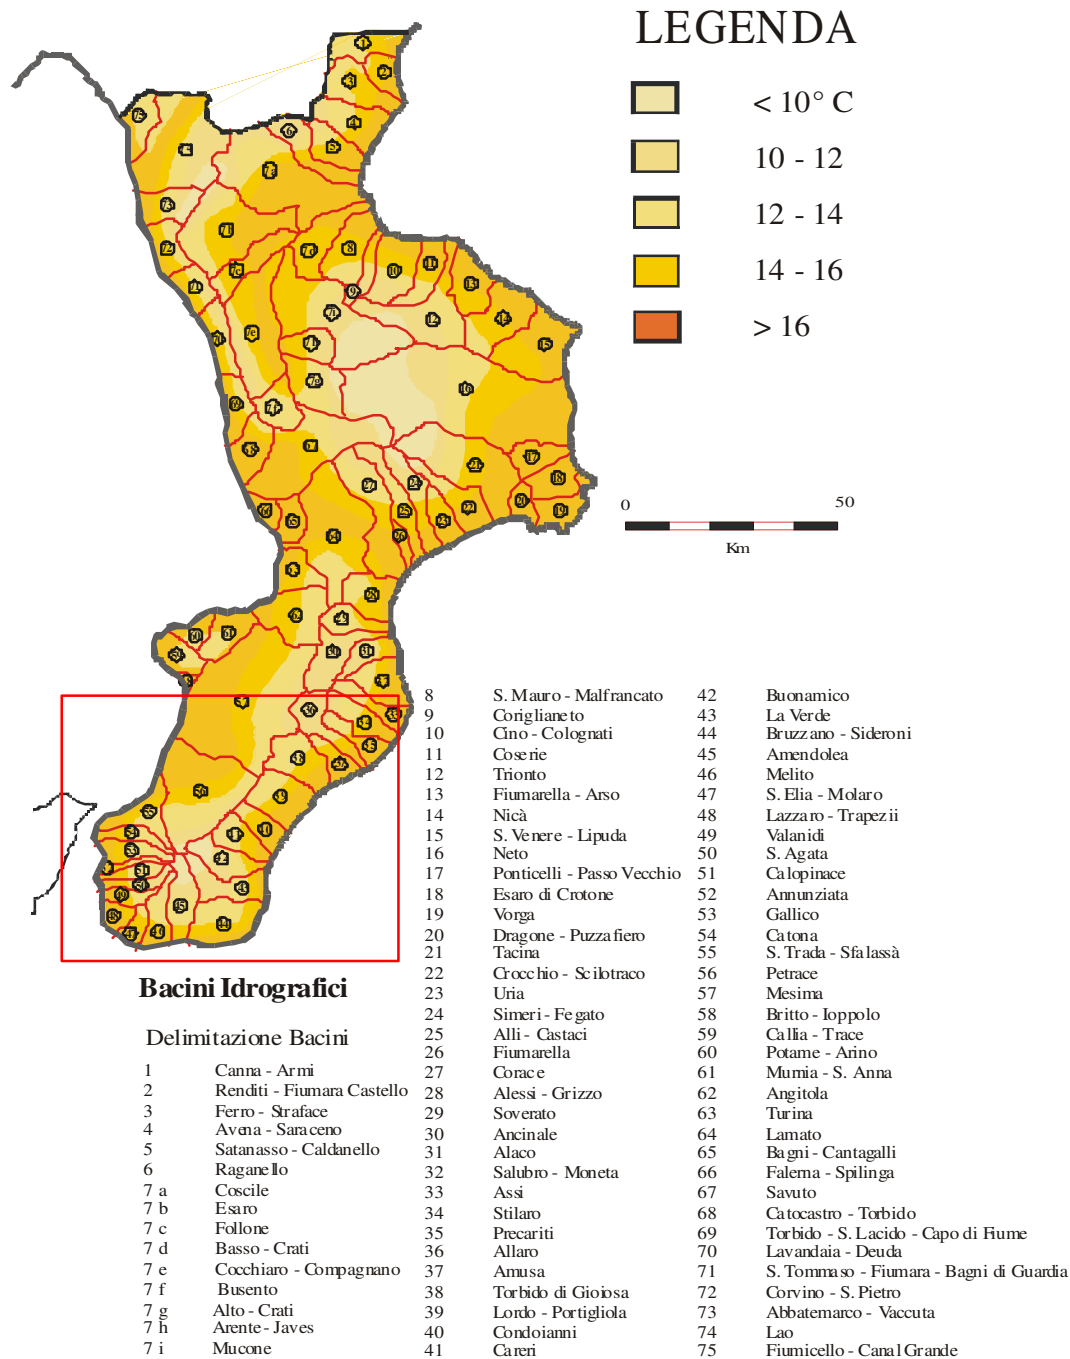 LEGENDA
< 10° C
10 - 12
12 - 14
14 - 16
> 16
0 50
Km
Bacini Idrografici
Delimitazione Bacini
1 Canna - Armi
2 Renditi - Fiumara Castello
3 Ferro - Straface
4 Avena - Saraceno
5 Satanasso - Caldanello
6 Raganello
7 a Coscile
7 b Esaro
7 c Follone
7 d Basso - Crati
7 e Cocchiaro - Compagnano
7 f Busento
7 g Alto - Crati
7 h Arente - Javes
7 i Mucone
8 S. Mauro - Malfrancato
9 Coriglianeto
10 Cino - Colognati
11 Coserie
12 Trionto
13 Fiumarella - Arso
14 Nicà
15 S. Venere - Lipuda
16 Neto
17 Ponticelli - Passo Vecchio
18 Esaro di Crotone
19 Vorga
20 Dragone - Puzzafiero
21 Tacina
22 Crocchio - Scilotraco
23 Uria
24 Simeri - Fegato
25 Alli - Castaci
26 Fiumarella
27 Corace
28 Alessi - Grizzo
29 Soverato
30 Ancinale
31 Alaco
32 Salubro - Moneta
33 Assi
34 Stilaro
35 Precariti
36 Allaro
37 Amusa
38 Torbido di Gioiosa
39 Lordo - Portigliola
40 Condoianni
41 Careri
42 Buonamico
43 La Verde
44 Bruzzano - Sideroni
45 Amendolea
46 Melito
47 S. Elia - Molaro
48 Lazzaro - Trapezii
49 Valanidi
50 S. Agata
51 Calopinace
52 Annunziata
53 Gallico
54 Catona
55 S. Trada - Sfalassà
56 Petrace
57 Mesima
58 Britto - Ioppolo
59 Callia - Trace
60 Potame - Arino
61 Murnia - S. Anna
62 Angitola
63 Turina
64 Lamato
65 Bagni - Cantagalli
66 Falerna - Spilinga
67 Savuto
68 Catocastro - Torbido
69 Torbido - S. Lacido - Capo di Fiume
70 Lavandaia - Deuda
71 S. Tommaso - Fiumara - Bagni di Guardia
72 Corvino - S. Pietro
73 Abbatemarco - Vaccuta
74 Lao
75 Fiumicello - Canal Grande